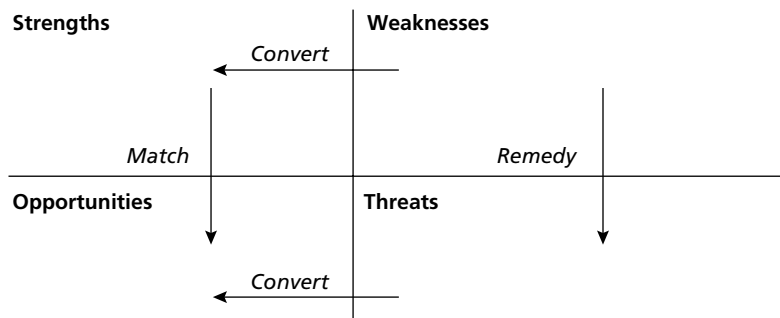 Strengths
Weaknesses
Convert
Match
Remedy
Opportunities
Threats
Convert